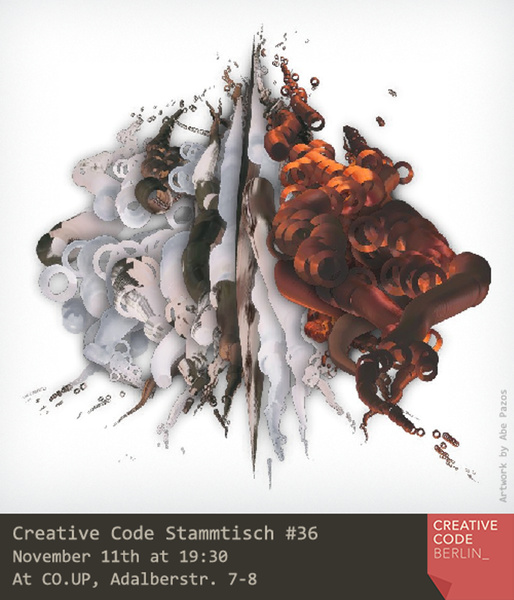 Artwork by Abe Pazos
Creative Code Stammtisch #36
November 11th at 19:30
At CO.UP, Adalberstr. 7-8
CREATIVE
CODE
BERLIN_